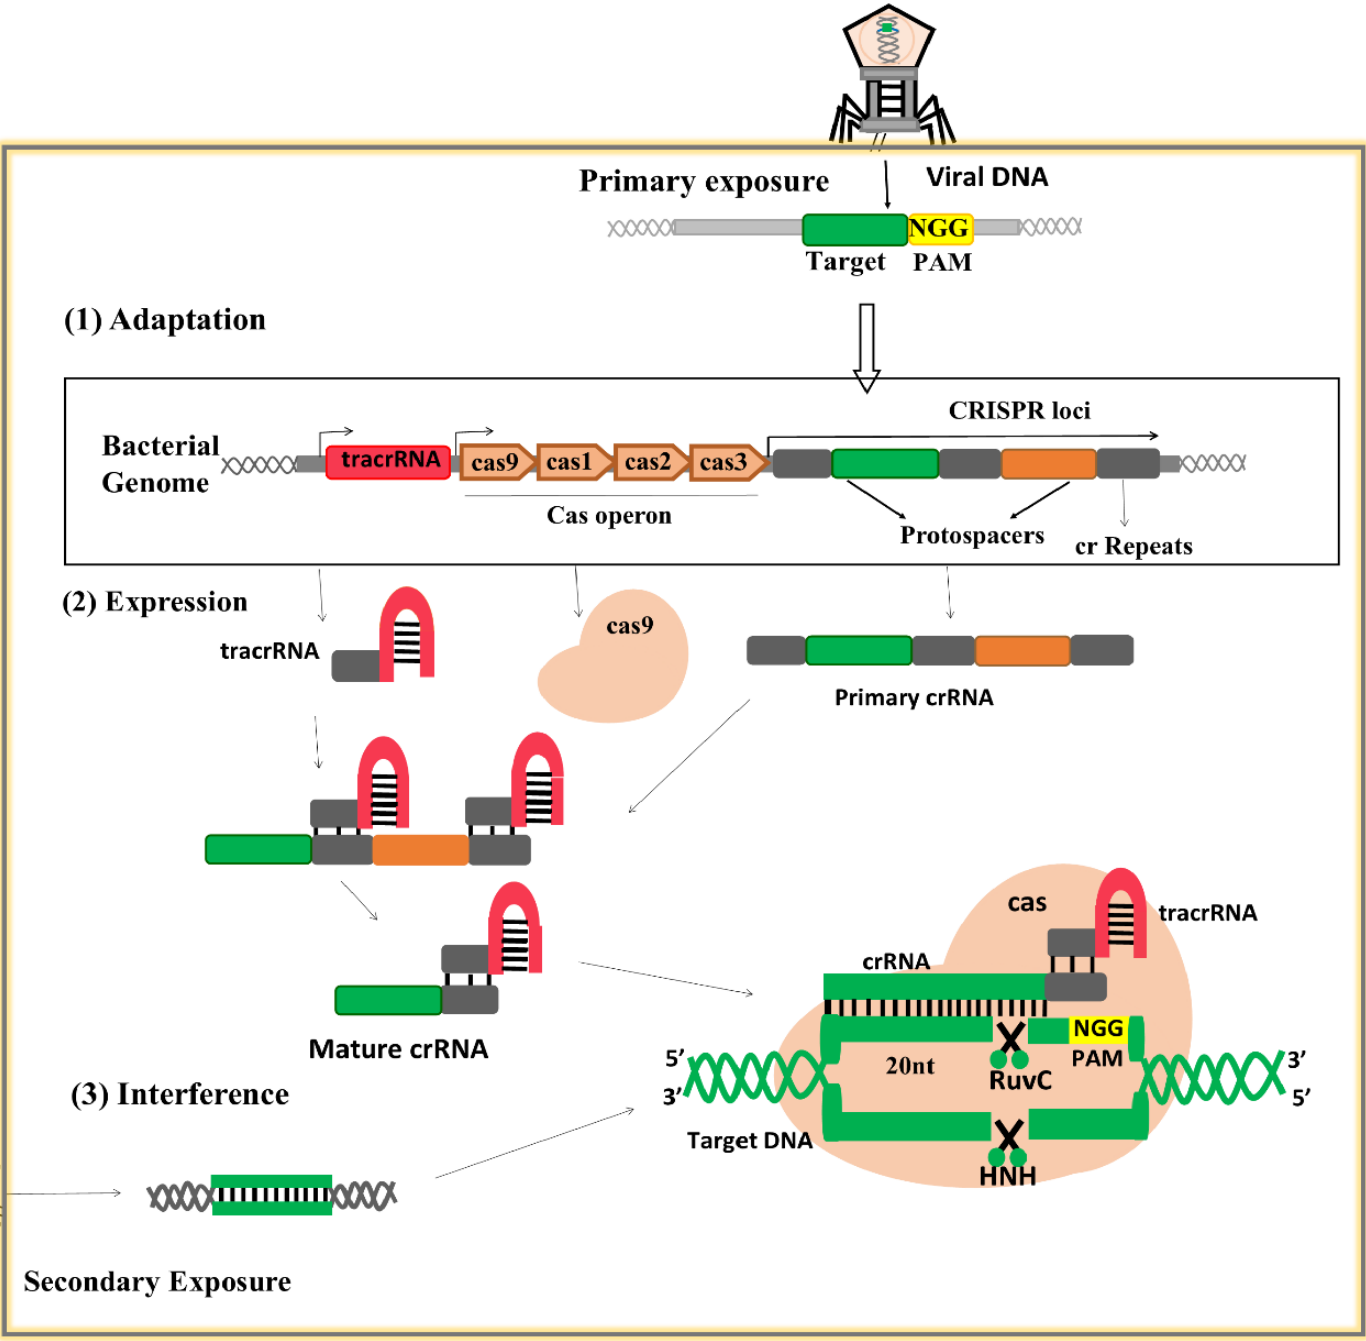 Primary exposure
Viral DNA
NGG
Target
PAM
(1) Adaptation
CRISPR loci
Bacterial
Genome
tracrRNA
cas9
cas1
cas2
cas3
Cas operon
Protospacers
cr Repeats
(2) Expression
tracrRNA
cas9
Primary crRNA
cas
tracrRNA
crRNA
Mature crRNA
NGG
PAM
20nt
RuvC
5’
3’
3’
5’
(3) Interference
Target DNA
HNH
Secondary Exposure